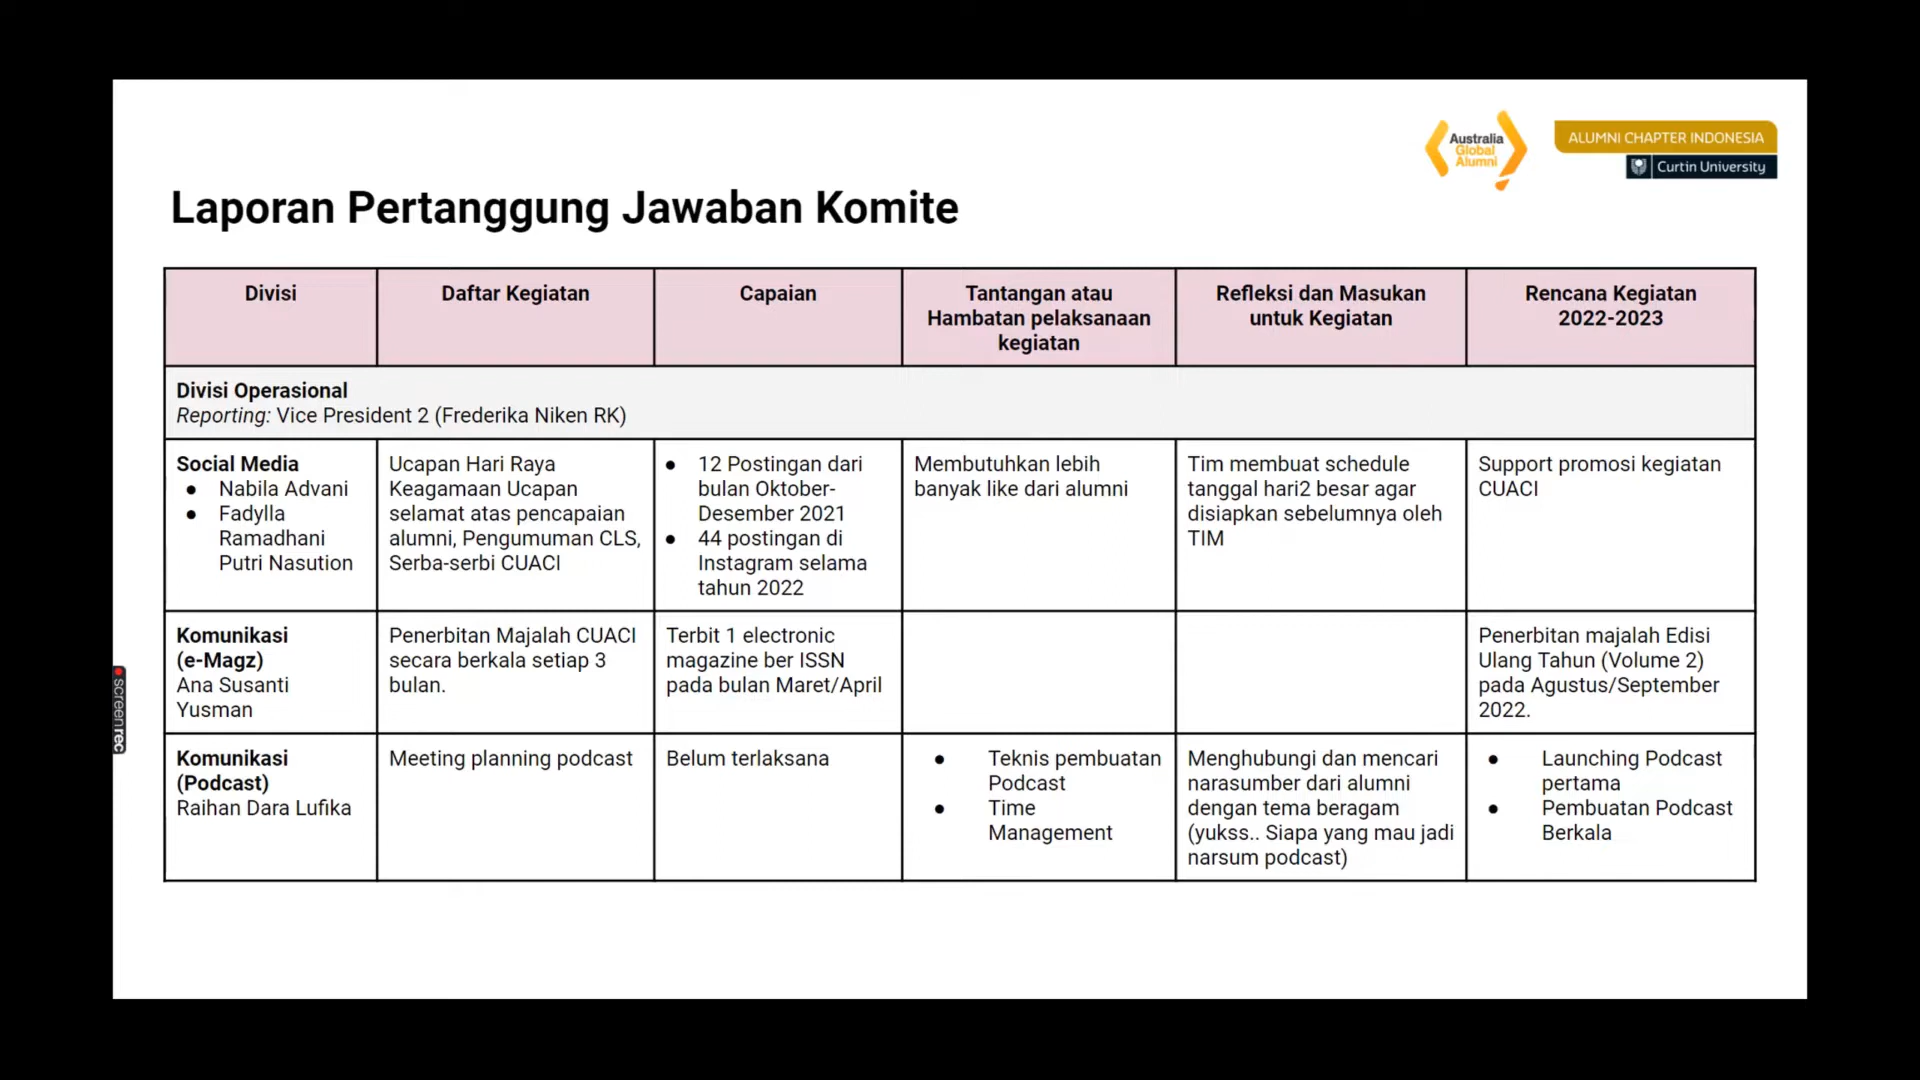 Australia
Global
Alumni
ALUMNI CHAPTER INDONESIA
Curtin University
Laporan Pertanggung Jawaban Komite
Divisi
Daftar Kegiatan
Capaian
Tantangan atau
Hambatan pelaksanaan
kegiatan
Refleksi dan Masukan
untuk Kegiatan
Rencana Kegiatan
2022-2023
Divisi Operasional
Reporting: Vice President 2 (Frederika Niken RK)
Social Media
● Nabila Advani
● Fadylla
Ramadhani
Putri Nasution
Ucapan Hari Raya
Keagamaan Ucapan
selamat atas pencapaian
alumni, Pengumuman CLS,
Serba-serbi CUACI
● 12 Postingan dari
bulan Oktober-
Desember 2021
● 44 postingan di
Instagram selama
tahun 2022
Membutuhkan lebih
banyak like dari alumni
Tim membuat schedule
tanggal hari2 besar agar
disiapkan sebelumnya oleh
TIM
Support promosi kegiatan
CUACI
Komunikasi
(e-Magz)
Ana Susanti
Yusman
Penerbitan Majalah CUACI
secara berkala setiap 3
bulan.
Terbit 1 electronic
magazine ber ISSN
pada bulan Maret/April
Penerbitan majalah Edisi
Ulang Tahun (Volume 2)
pada Agustus/September
2022.
Komunikasi
(Podcast)
Raihan Dara Lufika
Meeting planning podcast
Belum terlaksana
● Teknis pembuatan
Podcast
● Time
Management
Menghubungi dan mencari
narasumber dari alumni
dengan tema beragam
(yukss.. Siapa yang mau jadi
narsum podcast)
● Launching Podcast
pertama
● Pembuatan Podcast
Berkala
screenrec